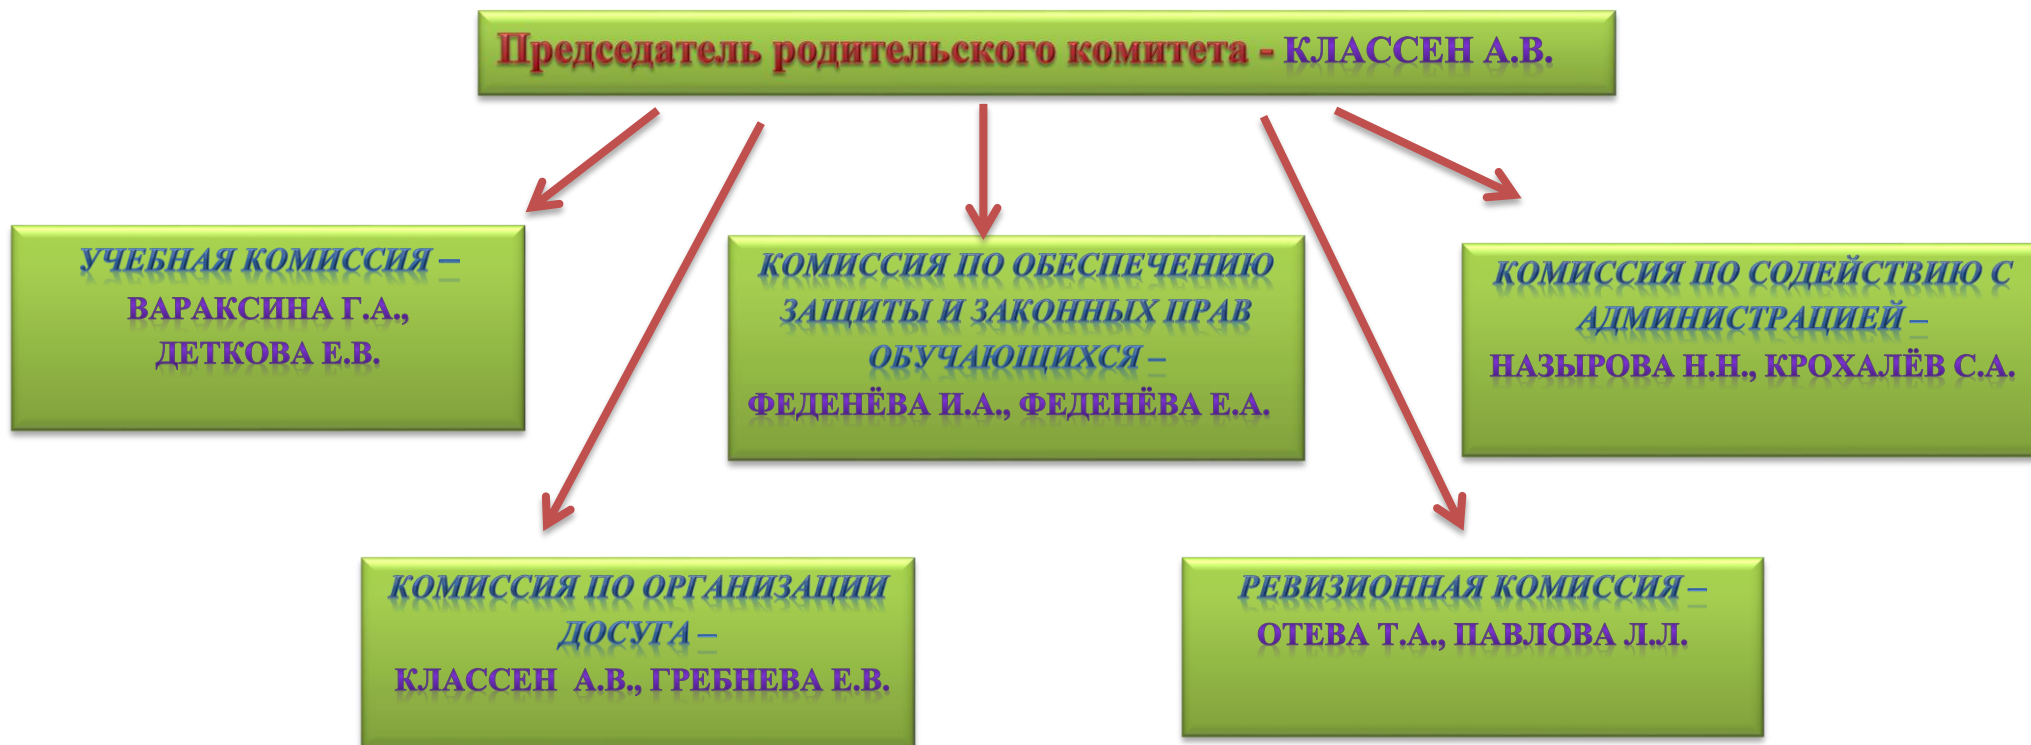 Председатель родительского комитета - КЛАССЕН А.В.
УЧЕБНАЯ КОМИССИЯ –
ВАРАКСИНА Г.А.,
ДЕТКОВА Е.В.
КОМИССИЯ ПО ОБЕСПЕЧЕНИЮ
ЗАЩИТЫ И ЗАКОННЫХ ПРАВ
ОБУЧАЮЩИХСЯ –
ФЕДЕНЁВА И.А., ФЕДЕНЁВА Е.А.
КОМИССИЯ ПО СОДЕЙСТВИЮ С
АДМИНИСТРАЦИЕЙ –
НАЗЫРОВА Н.Н., КРОХАЛЁВ С.А.
КОМИССИЯ ПО ОРГАНИЗАЦИИ
ДОСУГА –
КЛАССЕН А.В., ГРЕБНЕВА Е.В.
РЕВИЗИОННАЯ КОМИССИЯ –
ОТЕВА Т.А., ПАВЛОВА Л.Л.